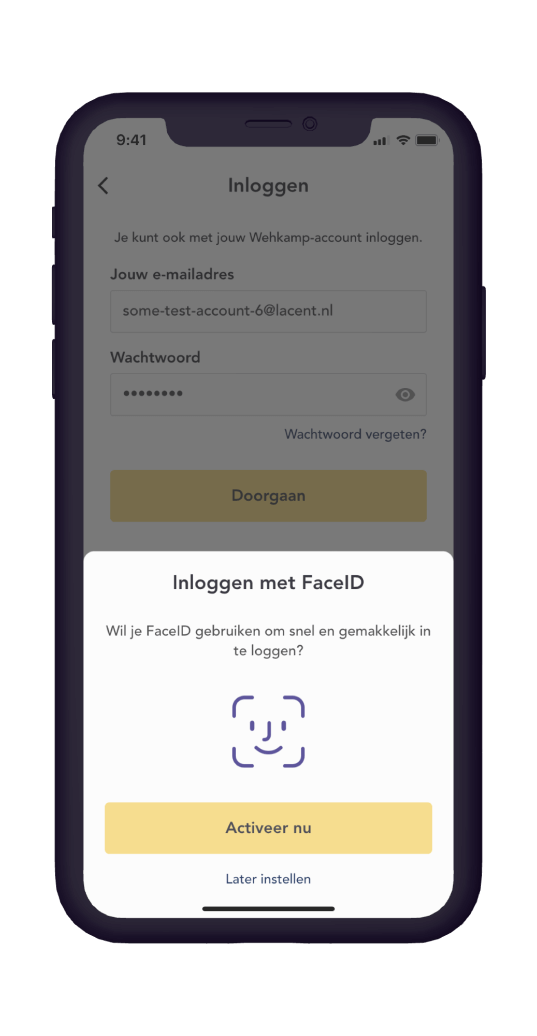 9:41
Inloggen
Je kunt ook met jouw Wehkamp-account inloggen.
Jouw e-mailadres
some-test-account-6@lacent.nl
Wachtwoord
••••••••
Wachtwoord vergeten?
Doorgaan
Inloggen met FaceID
Wil je FaceID gebruiken om snel en gemakkelijk in
te loggen?
Activeer nu
Later instellen